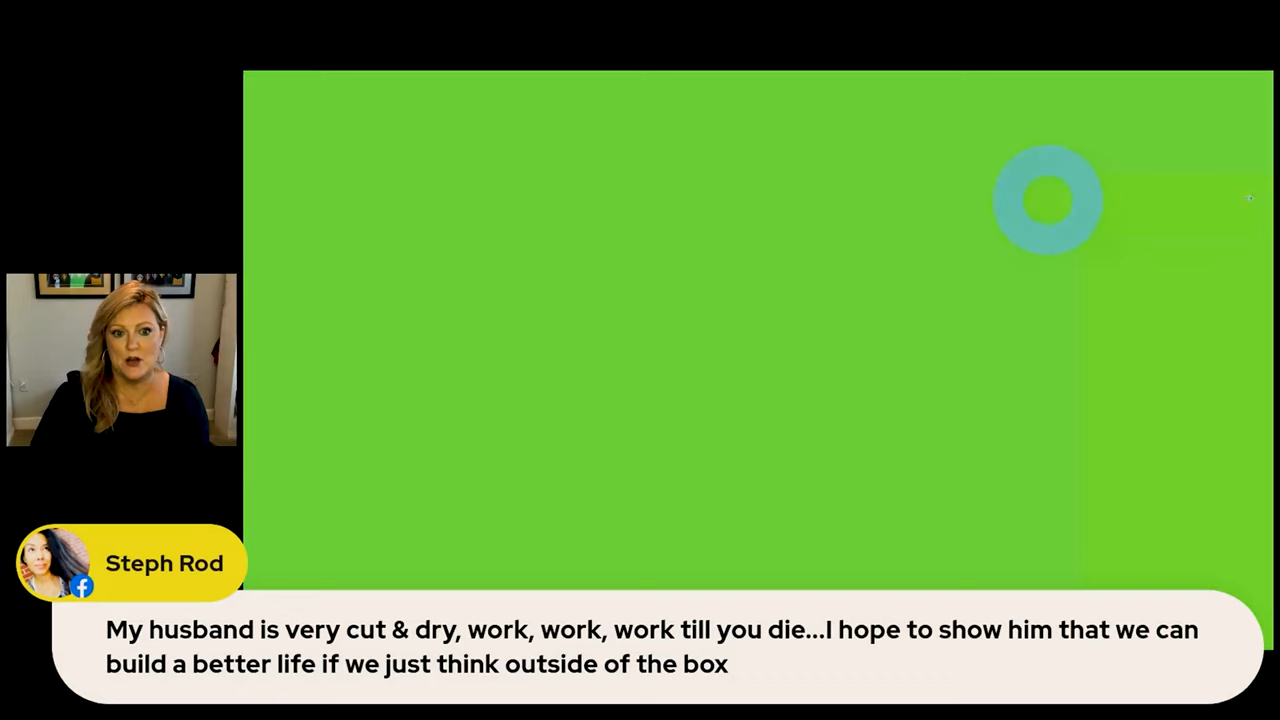 Steph Rod
My husband is very cut & dry, work, work, work till you die...I hope to show him that we can
build a better life if we just think outside of the box